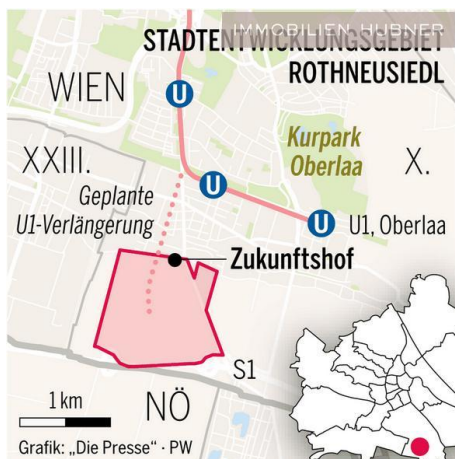 IMMOBILIEN HUBNER
STADTENTWICKLUNGSGEBIET
ROTHNEUSIEDL
WIEN
U
Kurpark
Oberlaa
XXIII.
X.
Geplante
U1-Verlängerung
U
U
U1, Oberlaa
Zukunftshof
S1
1 km
NÖ
Grafik: „Die Presse“ · PW